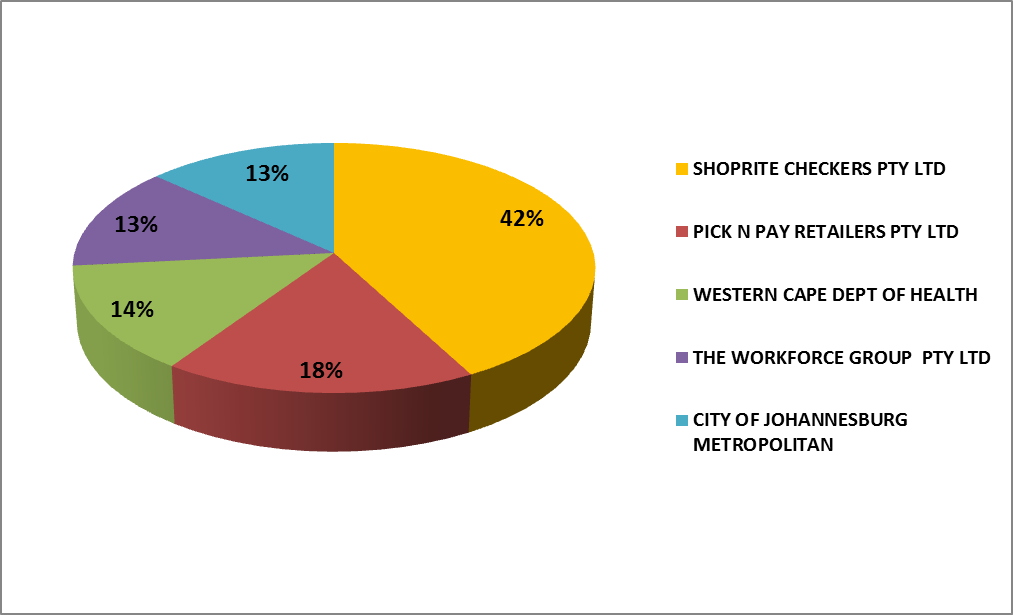 13%
42%
13%
14%
18%
SHOPRITE CHECKERS PTY LTD
PICK N PAY RETAILERS PTY LTD
WESTERN CAPE DEPT OF HEALTH
THE WORKFORCE GROUP  PTY LTD
CITY OF JOHANNESBURG
METROPOLITAN